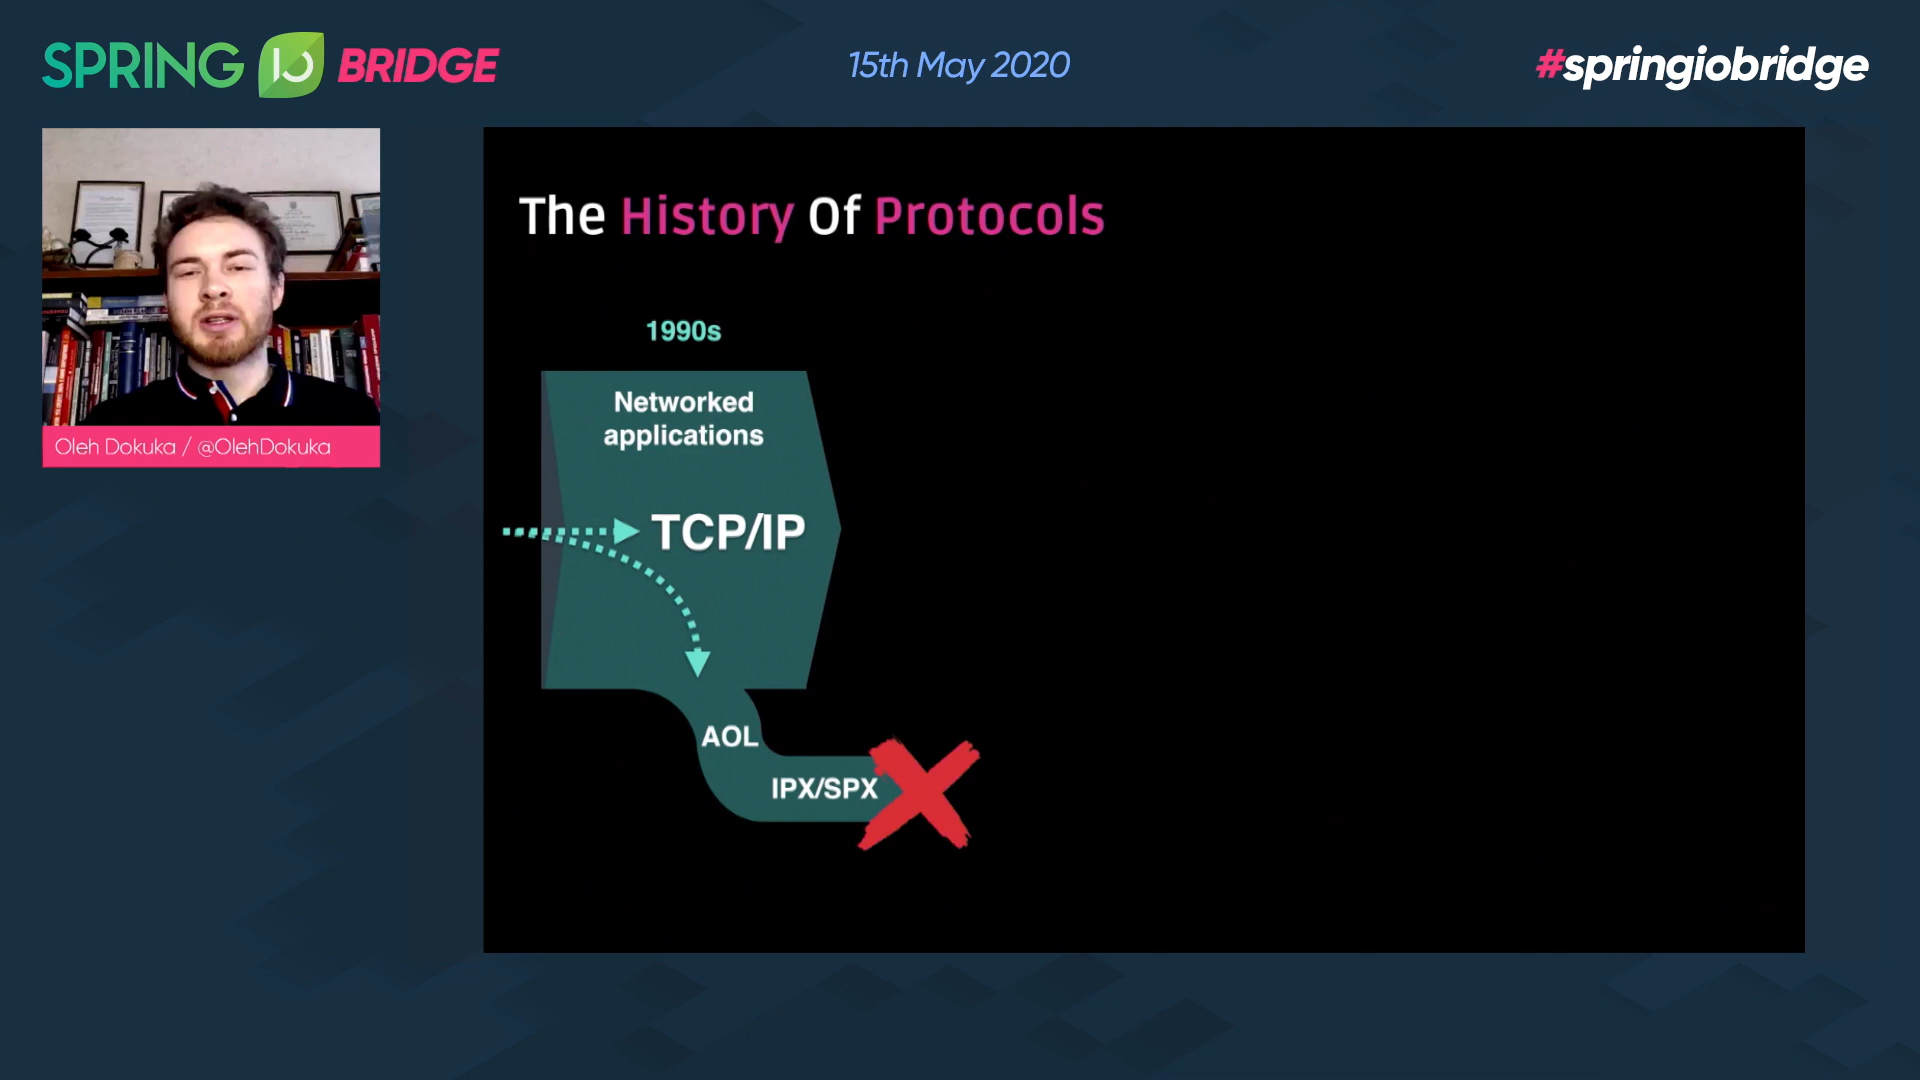 SPRING IO BRIDGE
15th May 2020
#springiobridge
Oleh Dokuka / @OlehDokuka
The History Of Protocols
1990s
Networked
applications
TCP/IP
AOL
IPX/SPX